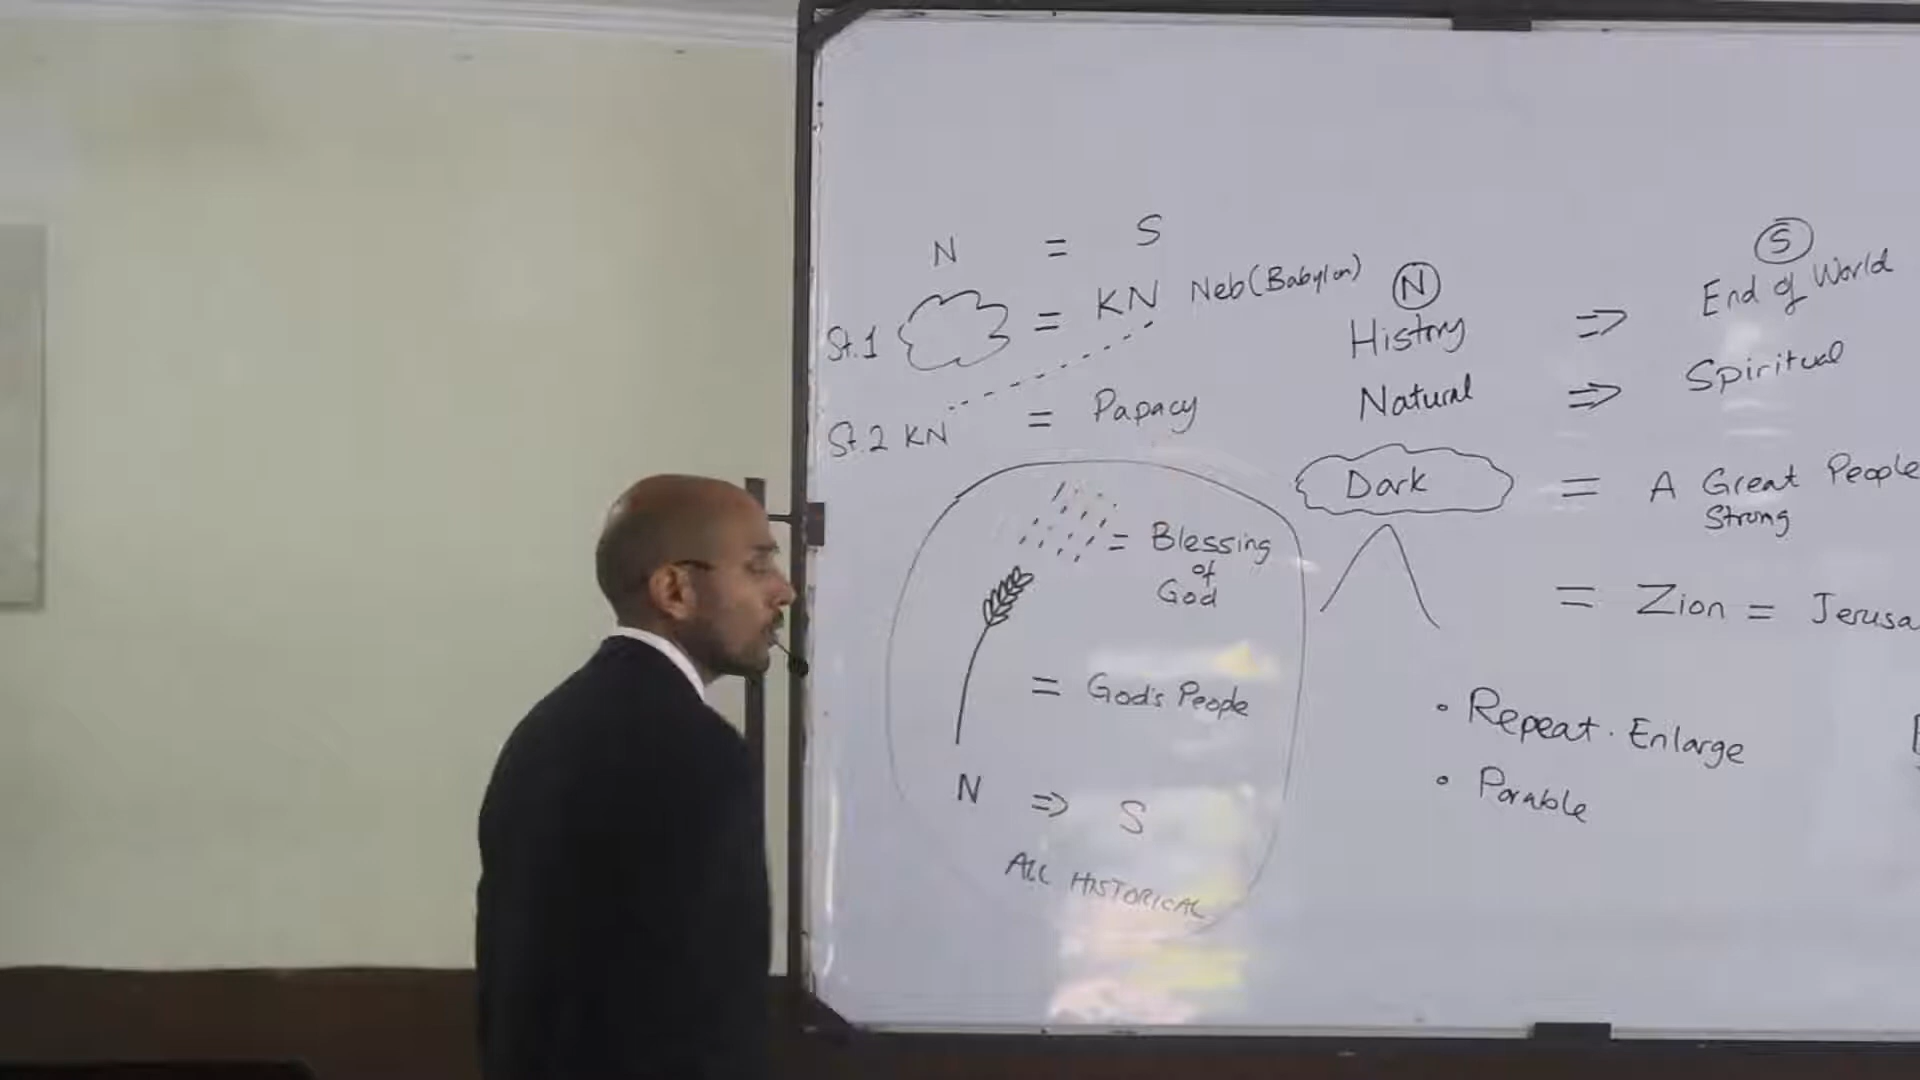 N = S
St.1 = KN Neb (Babylon)
St.2 KN = Papacy
= Blessing
of
God
= God's People
N ⇒ S
ALL HISTORICAL
N S
History ⇒ End of World
Natural ⇒ Spiritual
Dark = A Great People
Strong
= Zion =
• Repeat. Enlarge
• Parable